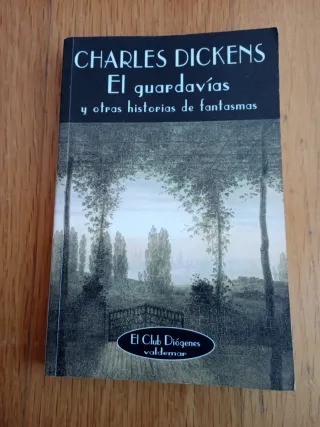 CHARLES DICKENS
El guardavías
y otras historias de fantasmas
El Club Diógenes
valdemar